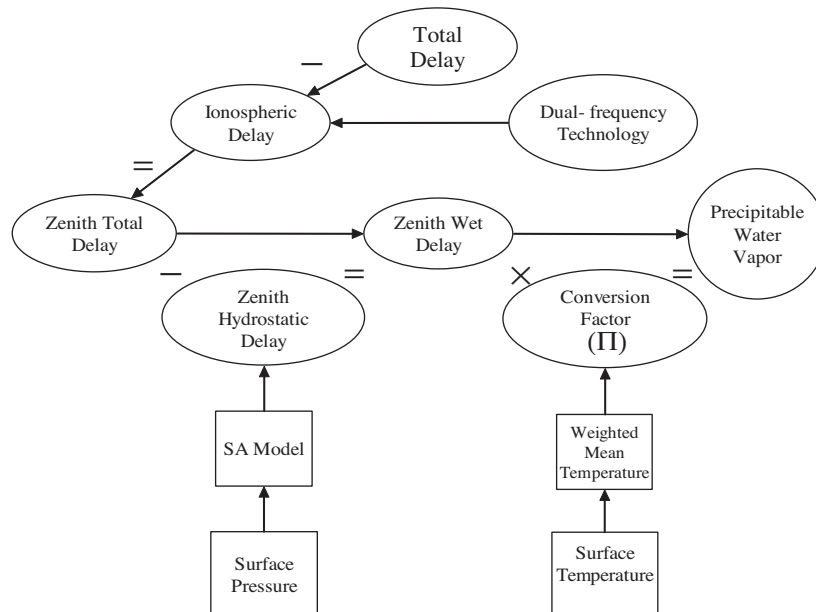 Total
Delay
−
Ionospheric
Delay
Dual- frequency
Technology
=
Zenith Total
Delay
Zenith Wet
Delay
Precipitable
Water
Vapor
−
=
×
=
Zenith
Hydrostatic
Delay
Conversion
Factor
(Π)
SA Model
Weighted
Mean
Temperature
Surface
Pressure
Surface
Temperature